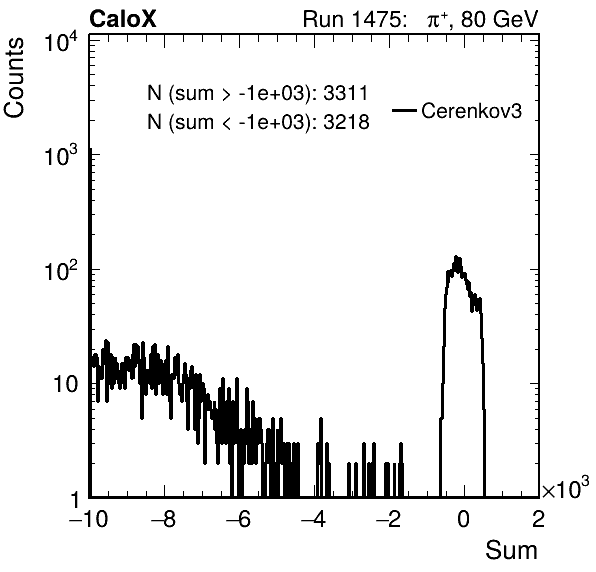 CaloX Run 1475: π⁺, 80 GeV
Counts
10⁴
N (sum > -1e+03): 3311
N (sum < -1e+03): 3218
Cerenkov3
10³
10²
10
1
−10 −8 −6 −4 −2 0 2
×10³
Sum